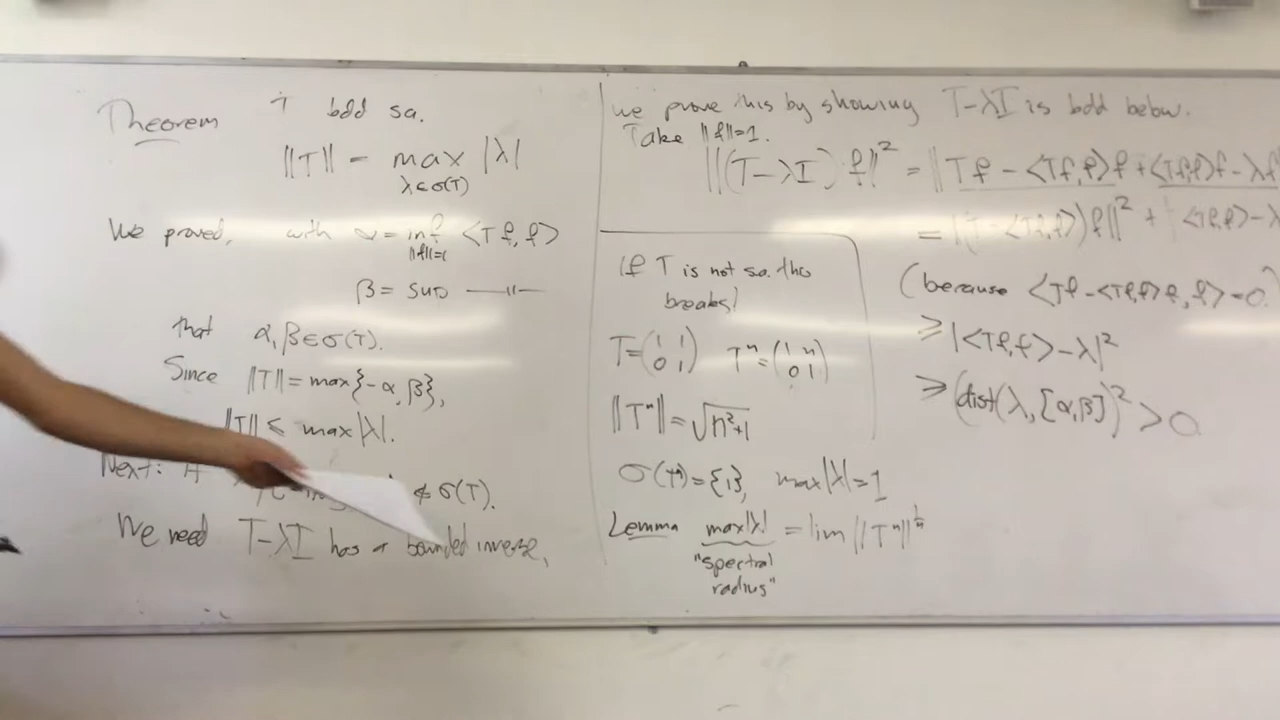 Theorem T bdd sa.
||T|| = max |λ|
λ∈σ(T)
We proved, with α = inf <Tf, f>
||f||=1
β = sup —״—
that α, β ∈ σ(T).
Since ||T|| = max{-α, β},
||T|| ≤ max|λ|.
Next: If
∉ σ(T).
We need T-λI has a bounded inverse,
we prove this by showing T-λI is bdd below.
Take ||f||=1.
||(T-λI) f||² = ||Tf - <Tf,f>f + <Tf,f>f - λf
= ||(T-<Tf,f>)f||² + | <Tf,f> - λ
(because <Tf-<Tf,f>f, f> = 0)
≥ |<Tf,f> - λ|²
≥ (dist(λ, [α,β])² > 0
If T is not s.a. this
breaks!
T = (1 1
0 1) Tⁿ = (1 n
0 1)
||Tⁿ|| = √n²+1
σ(Tⁿ) = {1}, max|λ| = 1
Lemma max|λ| = lim ||Tⁿ||^{1/n}
"spectral
radius"